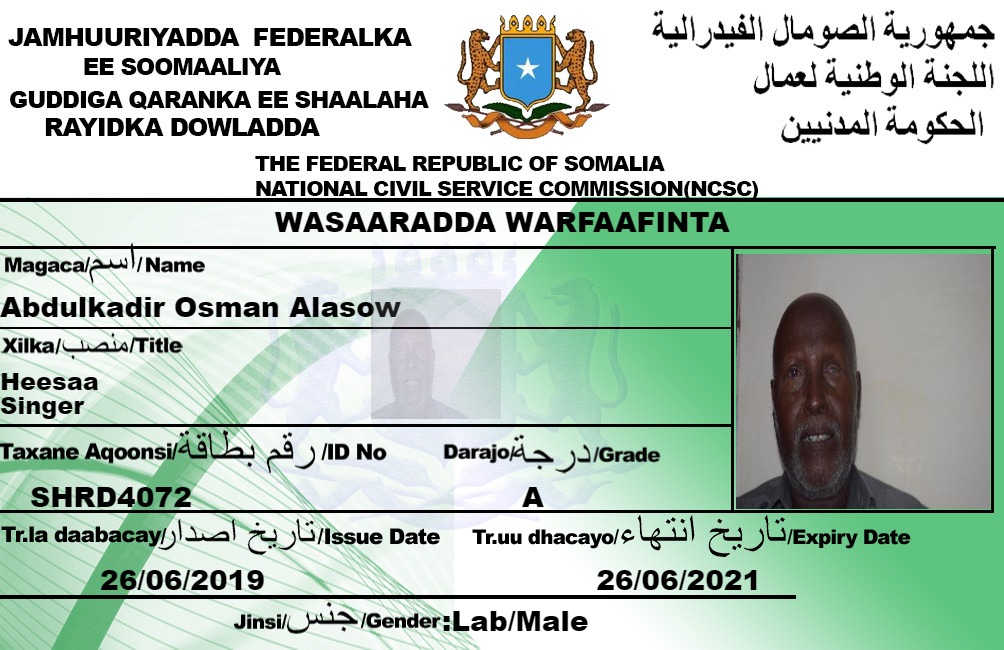 JAMHUURIYADDA FEDERALKA
EE SOOMAALIYA
GUDDIGA QARANKA EE SHAALAHA
RAYIDKA DOWLADDA
جمهورية الصومال الفيدرالية
اللجنة الوطنية لعمال
الحكومة المدنيين
THE FEDERAL REPUBLIC OF SOMALIA
NATIONAL CIVIL SERVICE COMMISSION(NCSC)
WASAARADDA WARFAAFINTA
Magaca/اسم/Name
Abdulkadir Osman Alasow
Xilka/منصب/Title
Heesaa
Singer
Taxane Aqoonsi/رقم بطاقة/ID No
Darajo/درجة/Grade
SHRD4072
A
Tr.la daabacay/تاريخ اصدار/Issue Date
Tr.uu dhacayo/تاريخ انتهاء/Expiry Date
26/06/2019
26/06/2021
Jinsi/جنس/Gender:Lab/Male